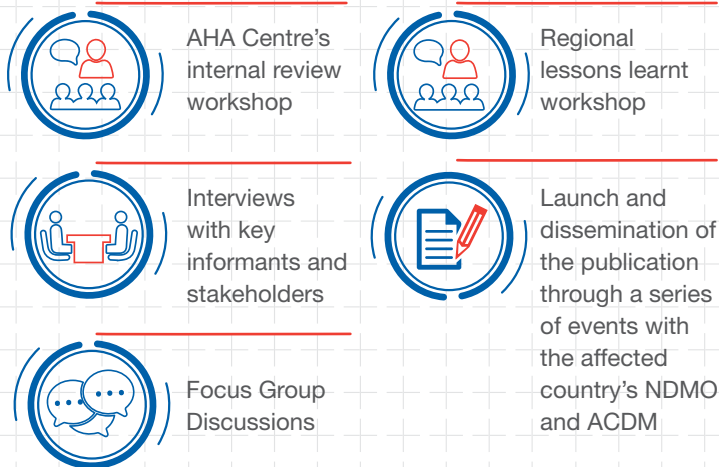 AHA Centre's
internal review
workshop
Interviews
with key
informants and
stakeholders
Focus Group
Discussions
Regional
lessons learnt
workshop
Launch and
dissemination of
the publication
through a series
of events with
the affected
country's NDMO
and ACDM